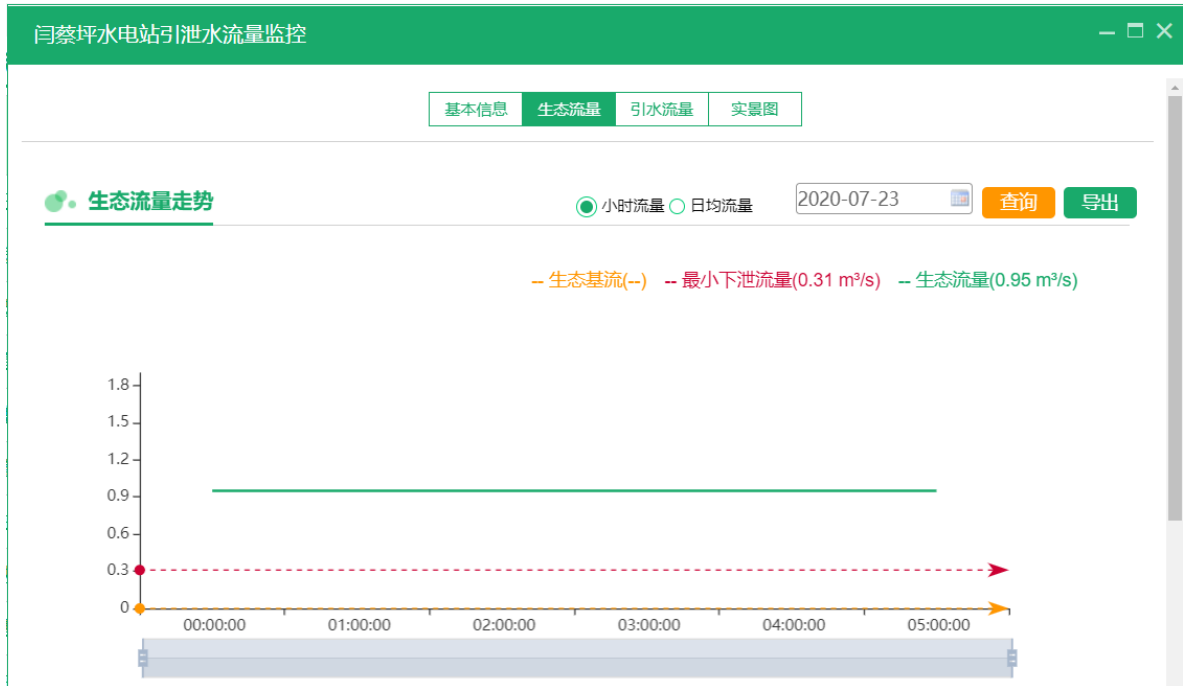 闫蔡坪水电站引泄水流量监控
基本信息 生态流量 引水流量 实景图
生态流量走势 小时流量 日均流量 2020-07-23 查询 导出
-- 生态基流(--) -- 最小下泄流量(0.31 m³/s) -- 生态流量(0.95 m³/s)
1.8
1.5
1.2
0.9
0.6
0.3
0
00:00:00 01:00:00 02:00:00 03:00:00 04:00:00 05:00:00